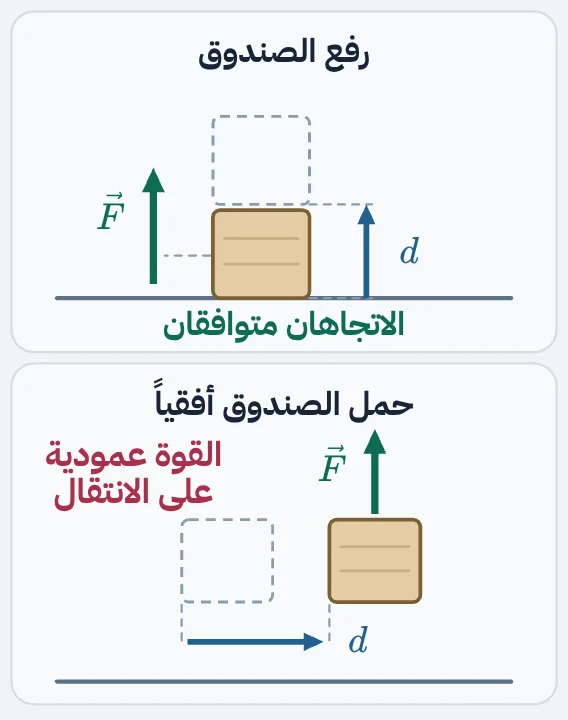 رفع الصندوق
F⃗
d
الاتجاهان متوافقان
حمل الصندوق أفقياً
القوة عمودية
على الانتقال
F⃗
d